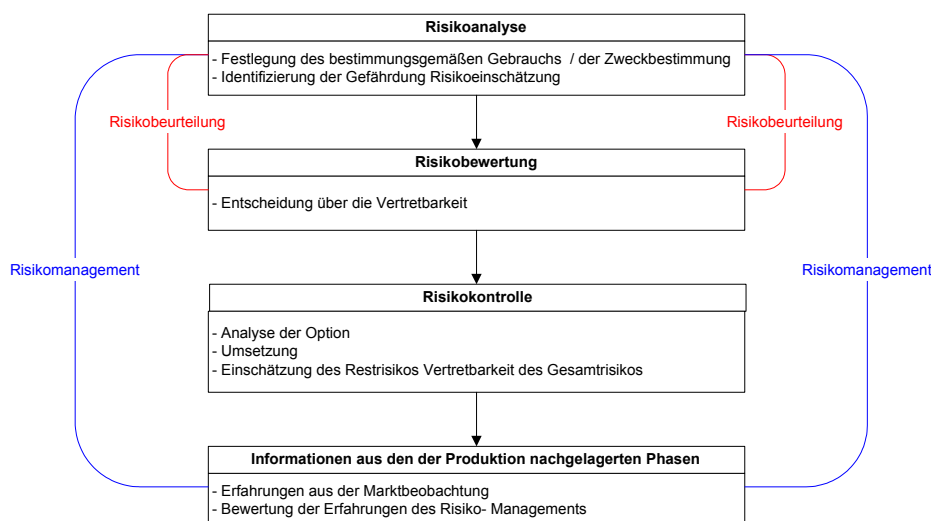 Risikoanalyse
- Festlegung des bestimmungsgemäßen Gebrauchs / der Zweckbestimmung
- Identifizierung der Gefährdung Risikoeinschätzung
Risikobeurteilung
Risikobeurteilung
Risikobewertung
- Entscheidung über die Vertretbarkeit
Risikomanagement
Risikomanagement
Risikokontrolle
- Analyse der Option
- Umsetzung
- Einschätzung des Restrisikos Vertretbarkeit des Gesamtrisikos
Informationen aus den der Produktion nachgelagerten Phasen
- Erfahrungen aus der Marktbeobachtung
- Bewertung der Erfahrungen des Risiko- Managements